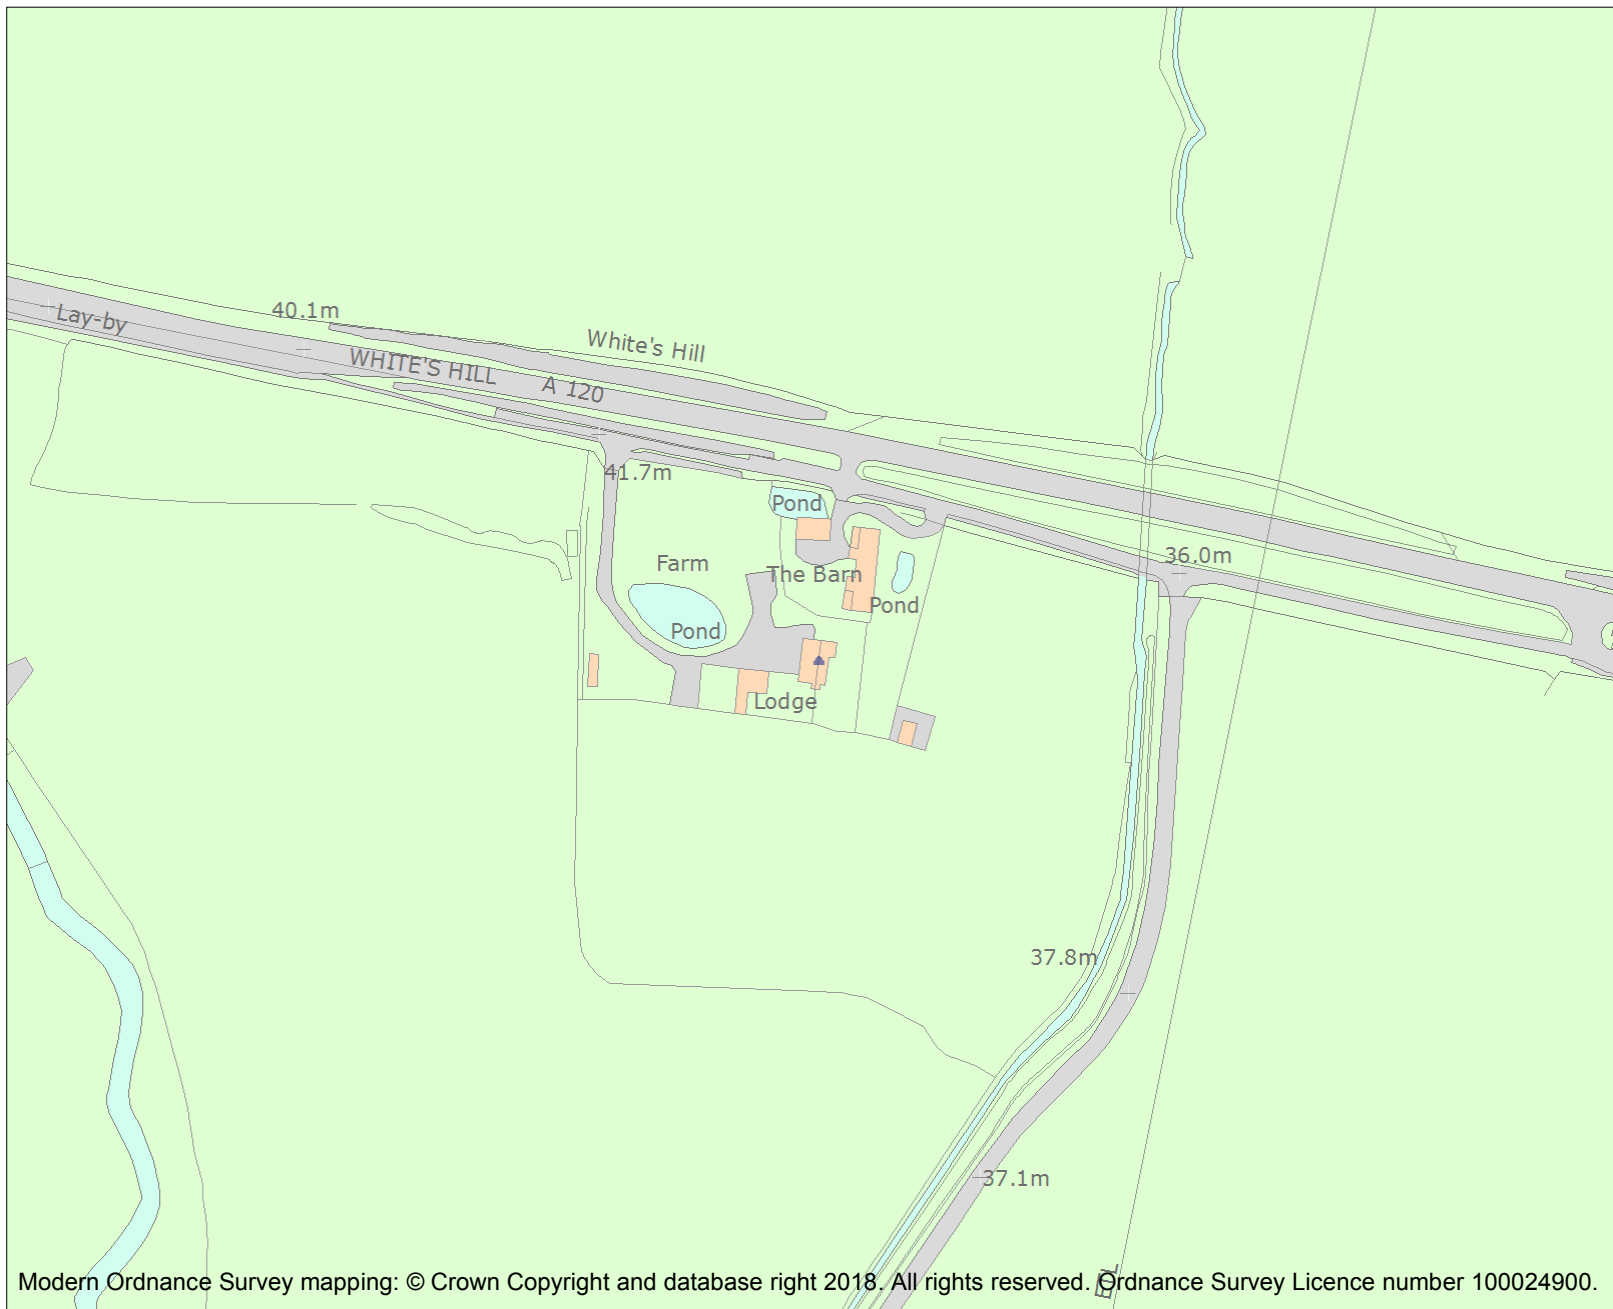 40.1m
Lay-by
White's Hill
WHITE'S HILL
A 120
41.7m
Pond
36.0m
Farm
The Barn
Pond
Pond
Lodge
37.8m
37.1m
Modern Ordnance Survey mapping: © Crown Copyright and database right 2018. All rights reserved. Ordnance Survey Licence number 100024900.